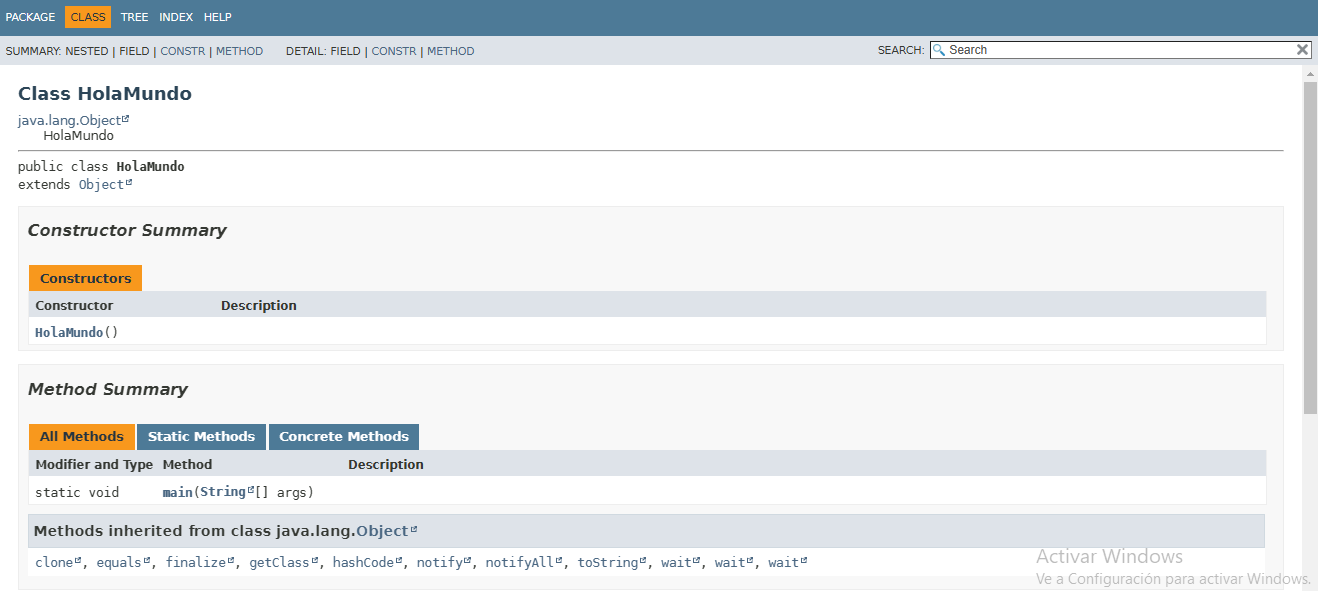 PACKAGE CLASS TREE INDEX HELP
SUMMARY: NESTED | FIELD | CONSTR | METHOD DETAIL: FIELD | CONSTR | METHOD SEARCH: Search
Class HolaMundo
java.lang.Object
HolaMundo
public class HolaMundo
extends Object
Constructor Summary
Constructors
Constructor Description
HolaMundo()
Method Summary
All Methods Static Methods Concrete Methods
Modifier and Type Method Description
static void main(String[] args)
Methods inherited from class java.lang.Object
clone, equals, finalize, getClass, hashCode, notify, notifyAll, toString, wait, wait, wait
Activar Windows
Ve a Configuración para activar Windows.